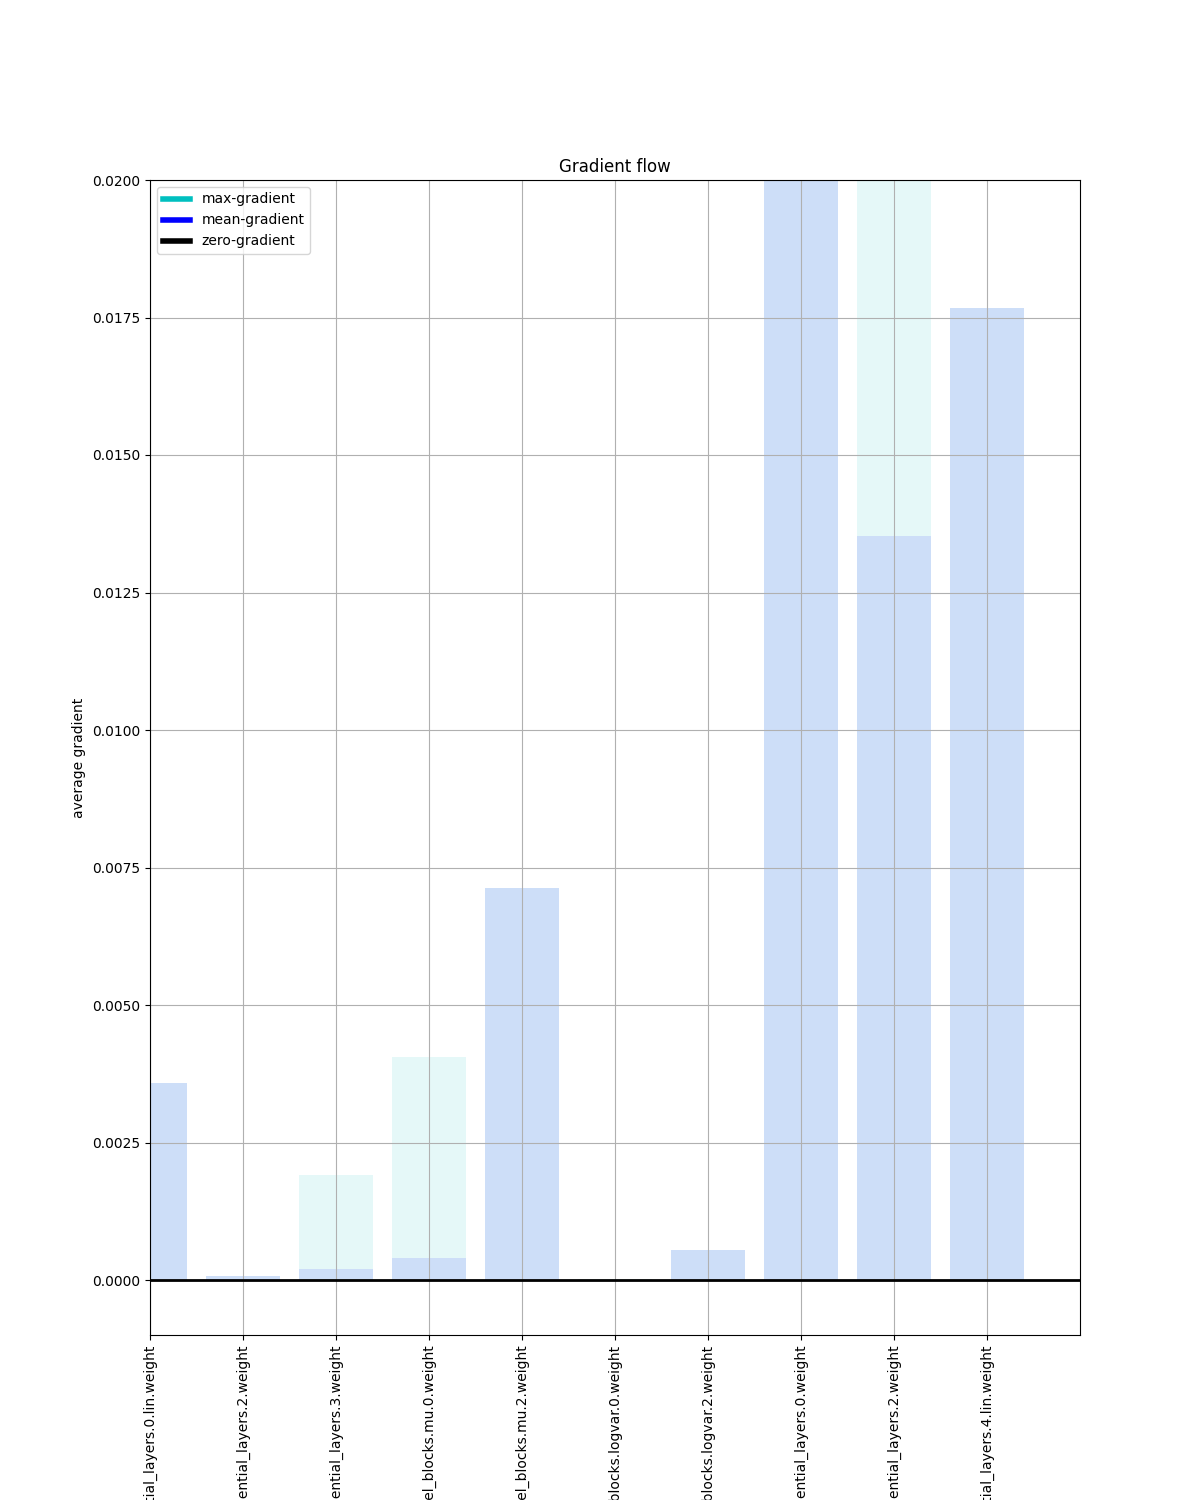 Gradient flow
max-gradient
mean-gradient
zero-gradient
0.0200
0.0175
0.0150
0.0125
0.0100
0.0075
0.0050
0.0025
0.0000
average gradient
tial_layers.0.lin.weight
ential_layers.2.weight
ential_layers.3.weight
el_blocks.mu.0.weight
el_blocks.mu.2.weight
blocks.logvar.0.weight
blocks.logvar.2.weight
ential_layers.0.weight
ential_layers.2.weight
tial_layers.4.lin.weight